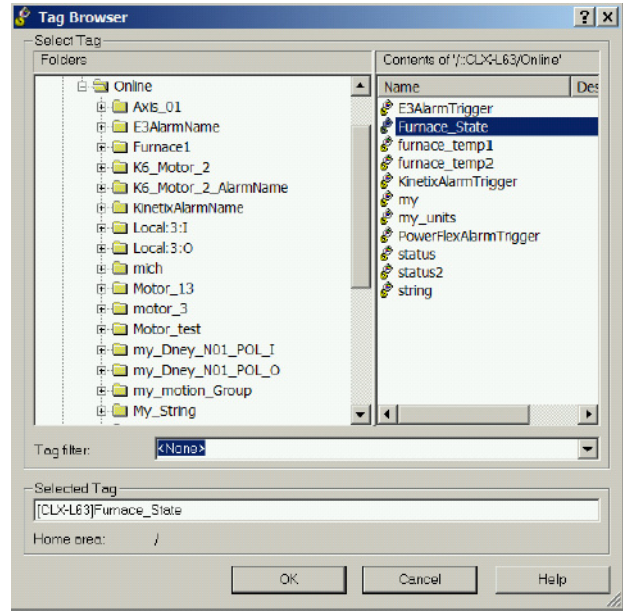 Tag Browser
Select Tag
Folders
Contents of '/::CLX-L63/Online'
Online
Axis_01
E3AlarmName
Furnace1
K6_Motor_2
K6_Motor_2_AlarmName
KinetixAlarmName
Local:3:I
Local:3:O
mich
Motor_13
motor_3
Motor_test
my_Dney_N01_POL_I
my_Dney_N01_POL_O
my_motion_Group
My_String
Name Des
E3AlarmTrigger
Furnace_State
furnace_temp1
furnace_temp2
KinetixAlarmTrigger
my
my_units
PowerFlexAlarmTrigger
status
status2
string
Tag filter: <None>
Selected Tag
[CLX-L63]Furnace_State
Home area: /
OK Cancel Help